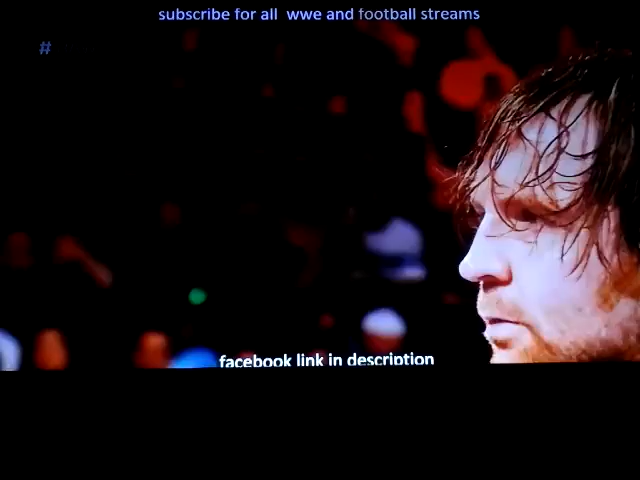 subscribe for all wwe and football streams
#
facebook link in description